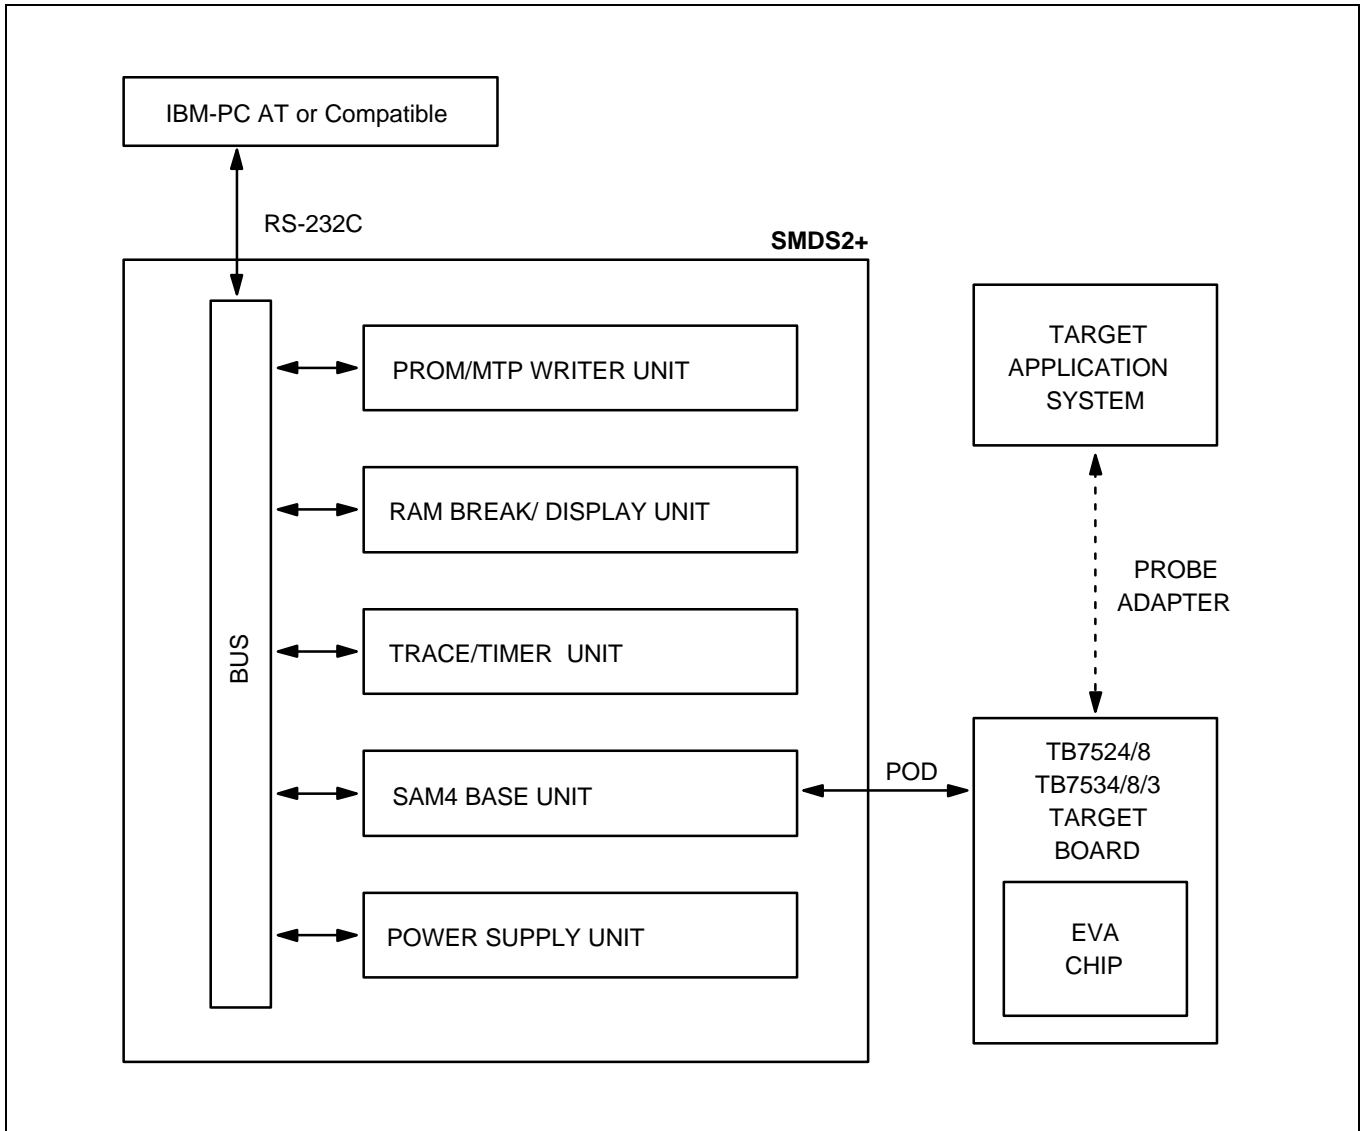 IBM-PC AT or Compatible
RS-232C
SMDS2+
BUS
PROM/MTP WRITER UNIT
RAM BREAK/ DISPLAY UNIT
TRACE/TIMER  UNIT
SAM4 BASE UNIT
POWER SUPPLY UNIT
POD
TARGET
APPLICATION
SYSTEM
PROBE
ADAPTER
TB7524/8
TB7534/8/3
TARGET
BOARD
EVA
CHIP